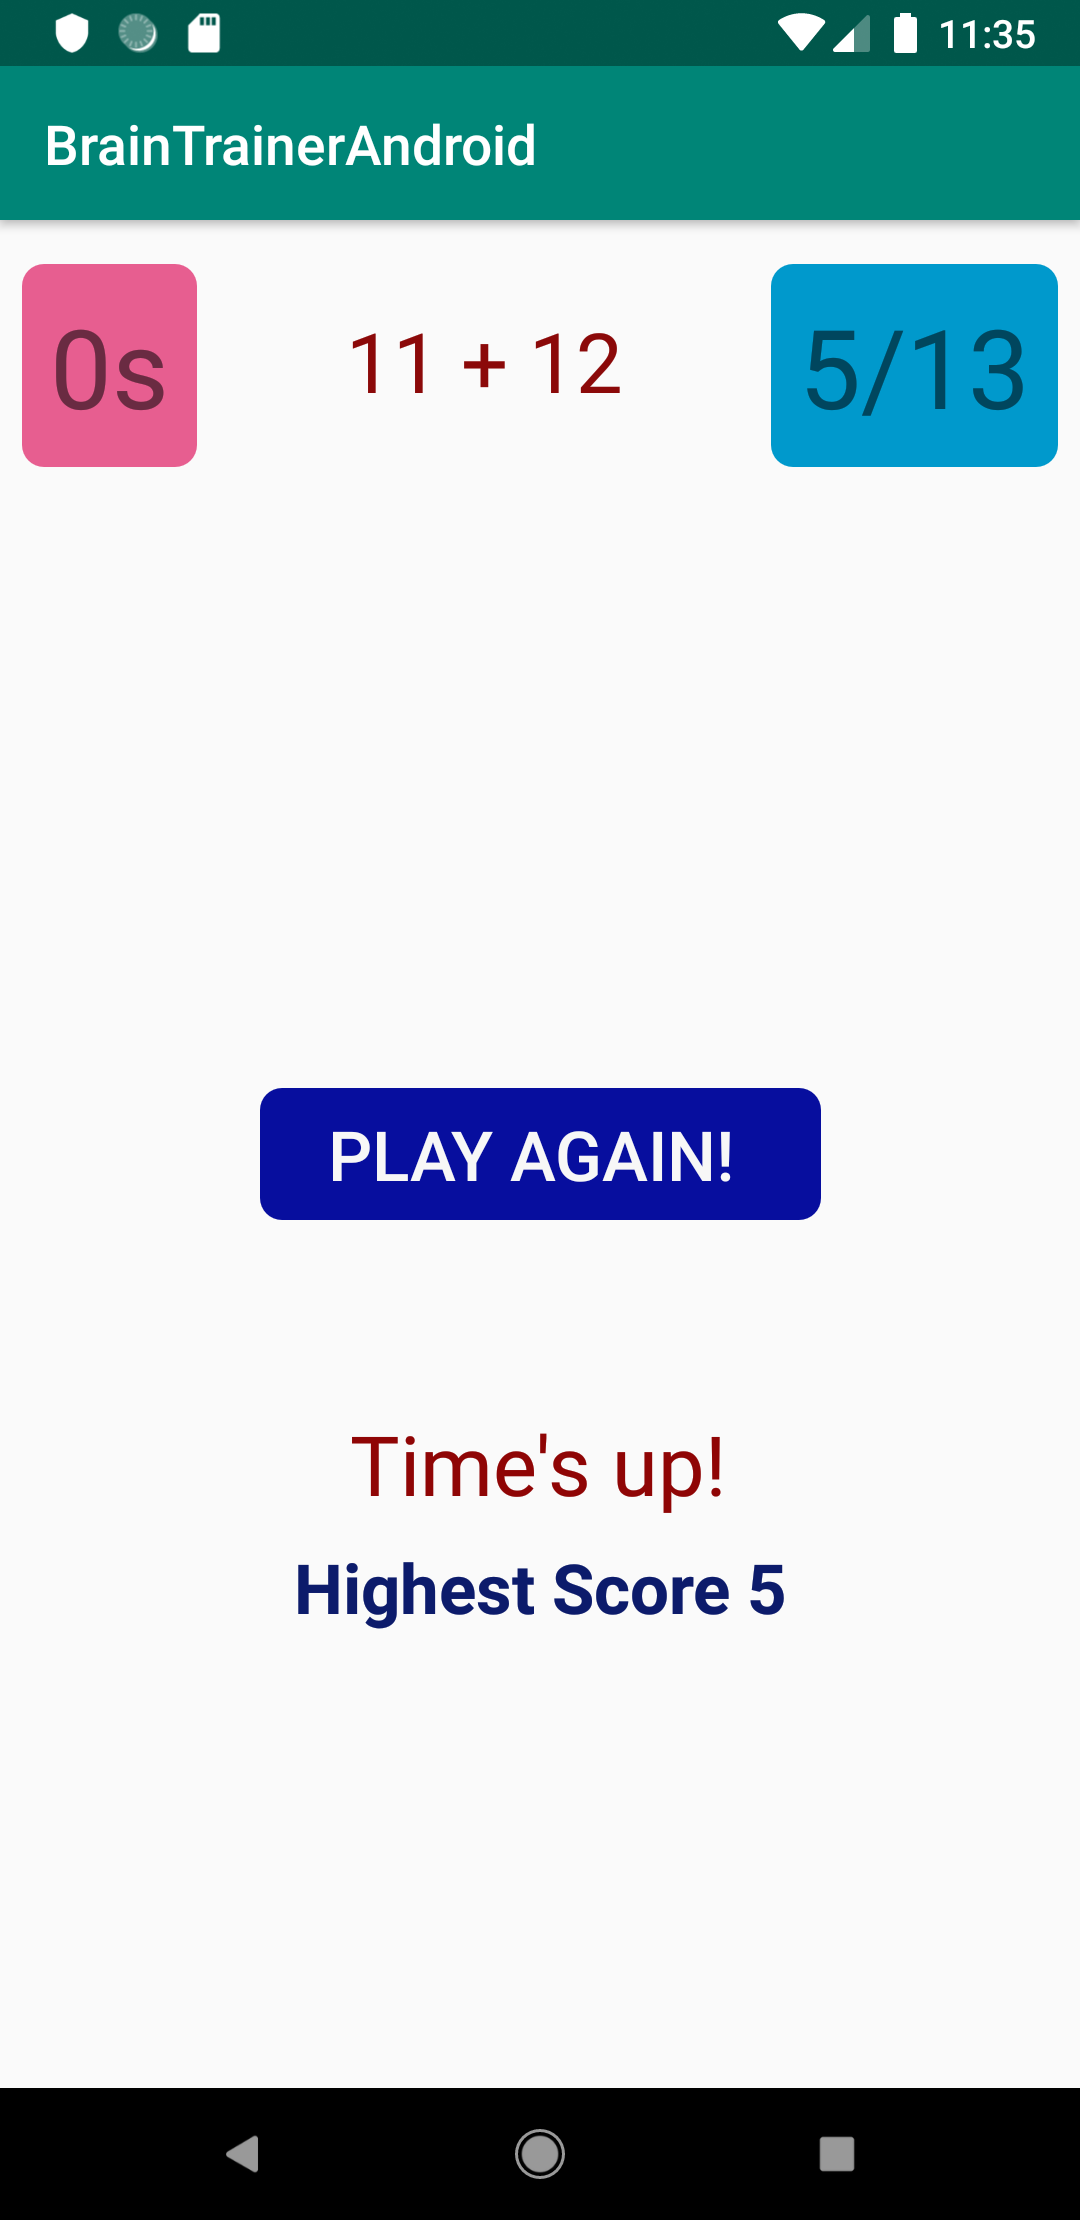 11:35
BrainTrainerAndroid
0s
11 + 12
5/13
PLAY AGAIN!
Time's up!
Highest Score 5